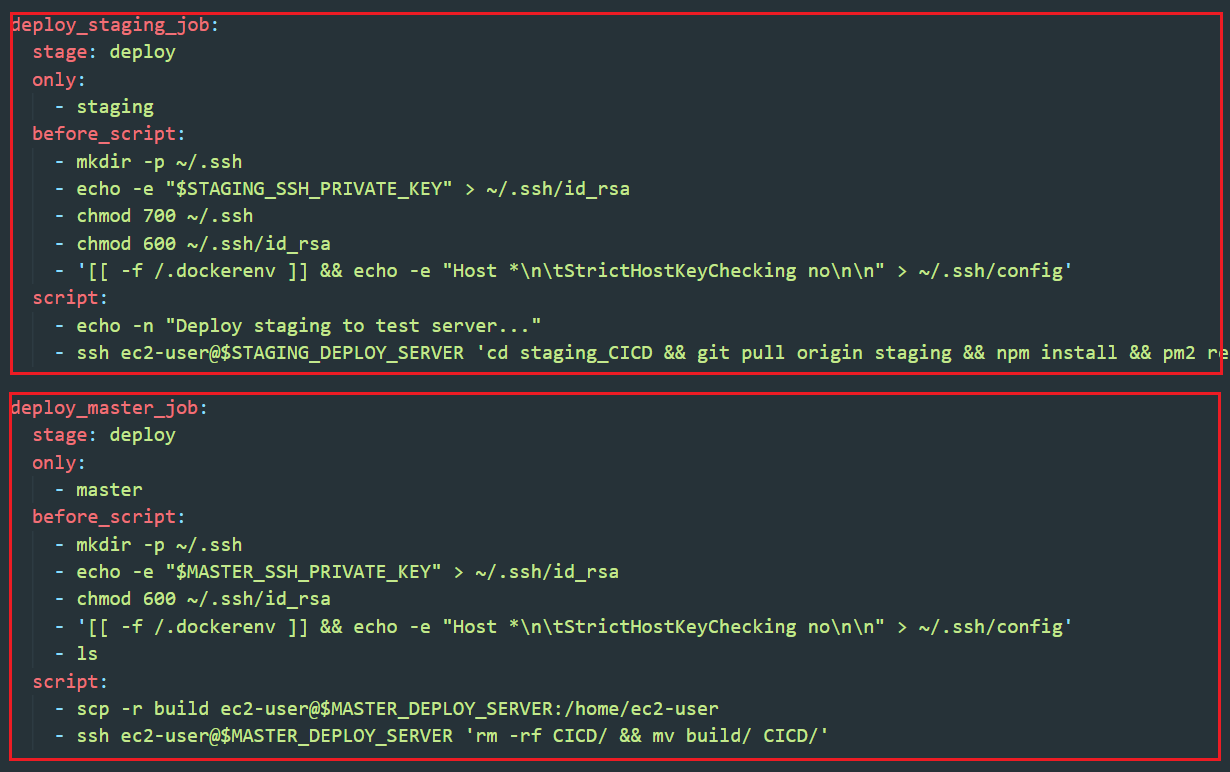 deploy_staging_job:
  stage: deploy
  only:
    - staging
  before_script:
    - mkdir -p ~/.ssh
    - echo -e "$STAGING_SSH_PRIVATE_KEY" > ~/.ssh/id_rsa
    - chmod 700 ~/.ssh
    - chmod 600 ~/.ssh/id_rsa
    - '[[ -f /.dockerenv ]] && echo -e "Host *\n\tStrictHostKeyChecking no\n\n" > ~/.ssh/config'
  script:
    - echo -n "Deploy staging to test server..."
    - ssh ec2-user@$STAGING_DEPLOY_SERVER 'cd staging_CICD && git pull origin staging && npm install && pm2 re
deploy_master_job:
  stage: deploy
  only:
    - master
  before_script:
    - mkdir -p ~/.ssh
    - echo -e "$MASTER_SSH_PRIVATE_KEY" > ~/.ssh/id_rsa
    - chmod 600 ~/.ssh/id_rsa
    - '[[ -f /.dockerenv ]] && echo -e "Host *\n\tStrictHostKeyChecking no\n\n" > ~/.ssh/config'
    - ls
  script:
    - scp -r build ec2-user@$MASTER_DEPLOY_SERVER:/home/ec2-user
    - ssh ec2-user@$MASTER_DEPLOY_SERVER 'rm -rf CICD/ && mv build/ CICD/'